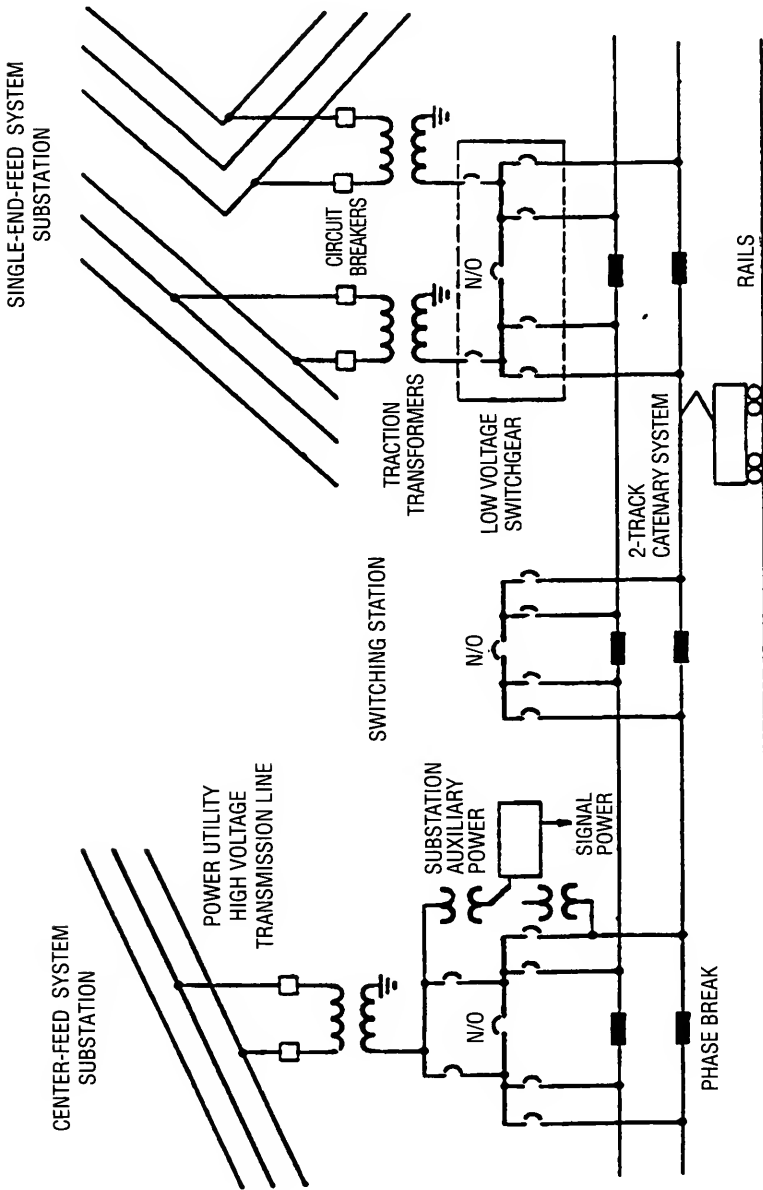 CENTER-FEED SYSTEM
SUBSTATION
SINGLE-END-FEED SYSTEM
SUBSTATION
POWER UTILITY
HIGH VOLTAGE
TRANSMISSION LINE
CIRCUIT
BREAKERS
SWITCHING STATION
TRACTION
TRANSFORMERS
SUBSTATION
AUXILIARY
POWER
LOW VOLTAGE
SWITCHGEAR
N/O
N/O
N/O
SIGNAL
POWER
2-TRACK
CATENARY SYSTEM
PHASE BREAK
RAILS